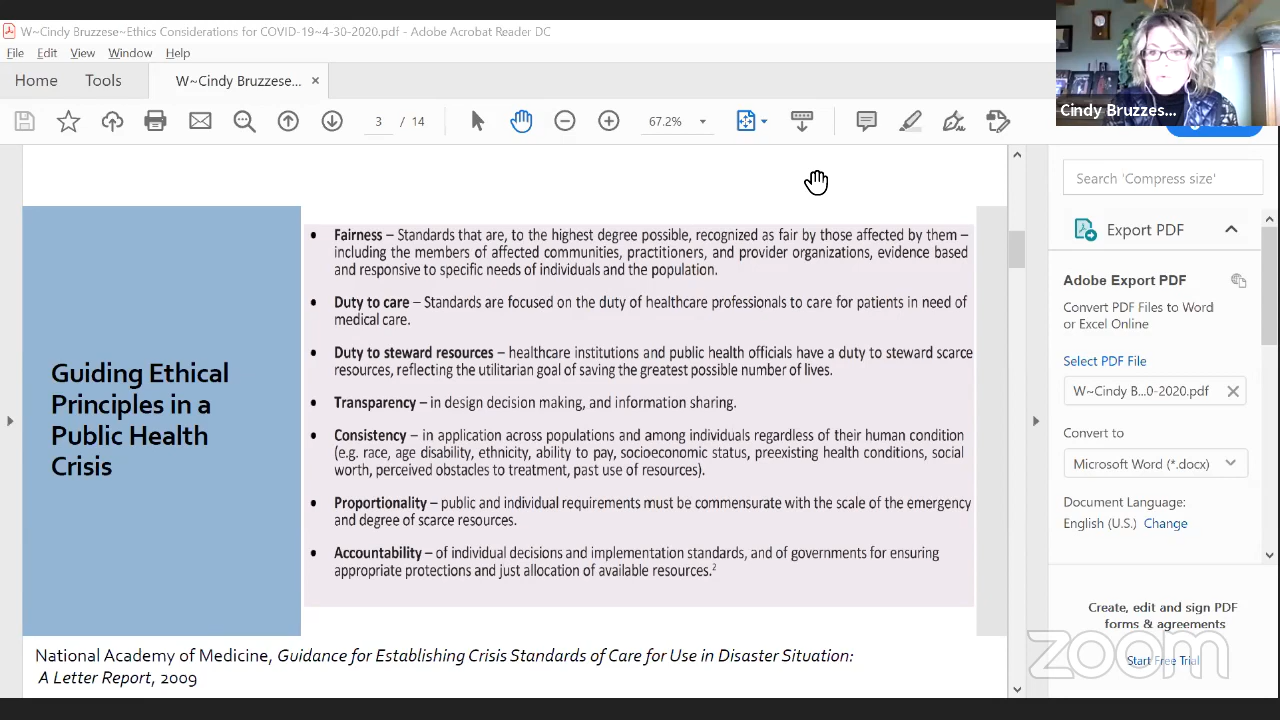 W~Cindy Bruzzese~Ethics Considerations for COVID-19~4-30-2020.pdf - Adobe Acrobat Reader DC
File Edit View Window Help
Home Tools W~Cindy Bruzzese... ×
3 / 14 67.2%
Cindy Bruzzes...
Guiding Ethical
Principles in a
Public Health
Crisis
• Fairness – Standards that are, to the highest degree possible, recognized as fair by those affected by them –
including the members of affected communities, practitioners, and provider organizations, evidence based
and responsive to specific needs of individuals and the population.
• Duty to care – Standards are focused on the duty of healthcare professionals to care for patients in need of
medical care.
• Duty to steward resources – healthcare institutions and public health officials have a duty to steward scarce
resources, reflecting the utilitarian goal of saving the greatest possible number of lives.
• Transparency – in design decision making, and information sharing.
• Consistency – in application across populations and among individuals regardless of their human condition
(e.g. race, age disability, ethnicity, ability to pay, socioeconomic status, preexisting health conditions, social
worth, perceived obstacles to treatment, past use of resources).
• Proportionality – public and individual requirements must be commensurate with the scale of the emergency
and degree of scarce resources.
• Accountability – of individual decisions and implementation standards, and of governments for ensuring
appropriate protections and just allocation of available resources.2
National Academy of Medicine, Guidance for Establishing Crisis Standards of Care for Use in Disaster Situation:
A Letter Report, 2009
Search 'Compress size'
Export PDF
Adobe Export PDF
Convert PDF Files to Word
or Excel Online
Select PDF File
W~Cindy B...0-2020.pdf
Convert to
Microsoft Word (*.docx)
Document Language:
English (U.S.) Change
Create, edit and sign PDF
forms & agreements
Start Free Trial
zoom